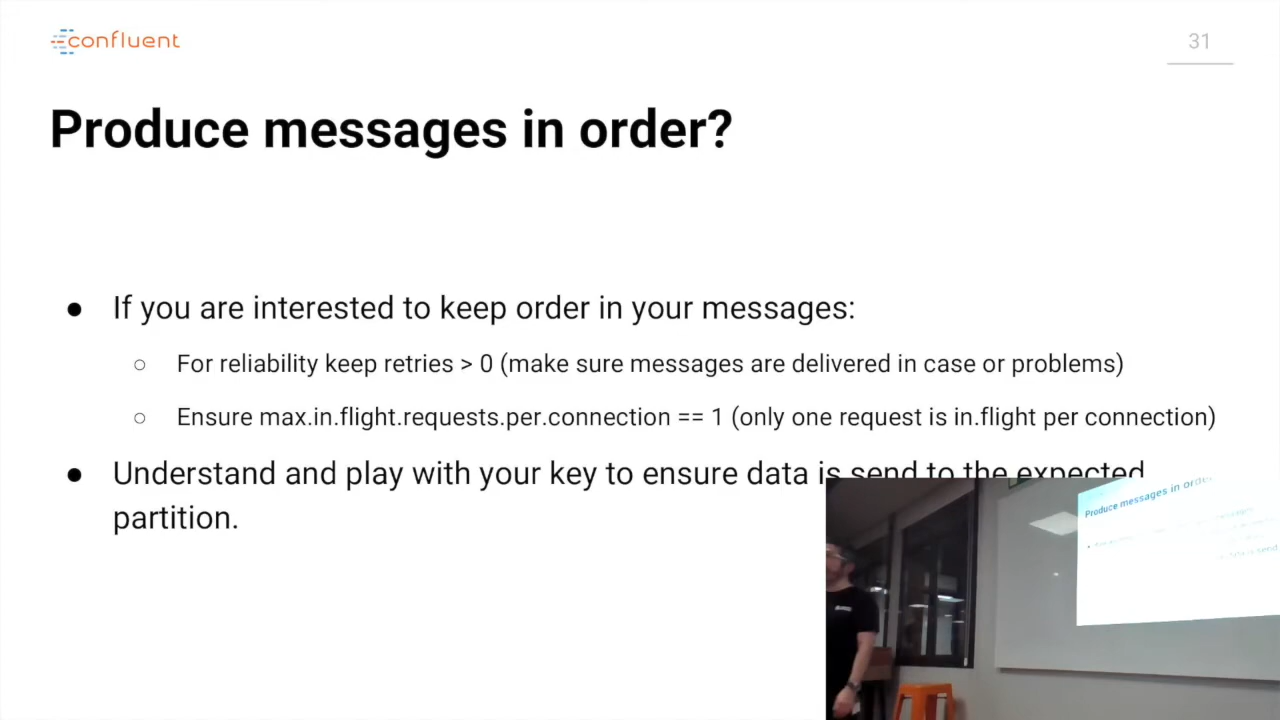 confluent
31
Produce messages in order?
● If you are interested to keep order in your messages:
○ For reliability keep retries > 0 (make sure messages are delivered in case or problems)
○ Ensure max.in.flight.requests.per.connection == 1 (only one request is in.flight per connection)
● Understand and play with your key to ensure data is send to the expected
partition.
Produce messages in order